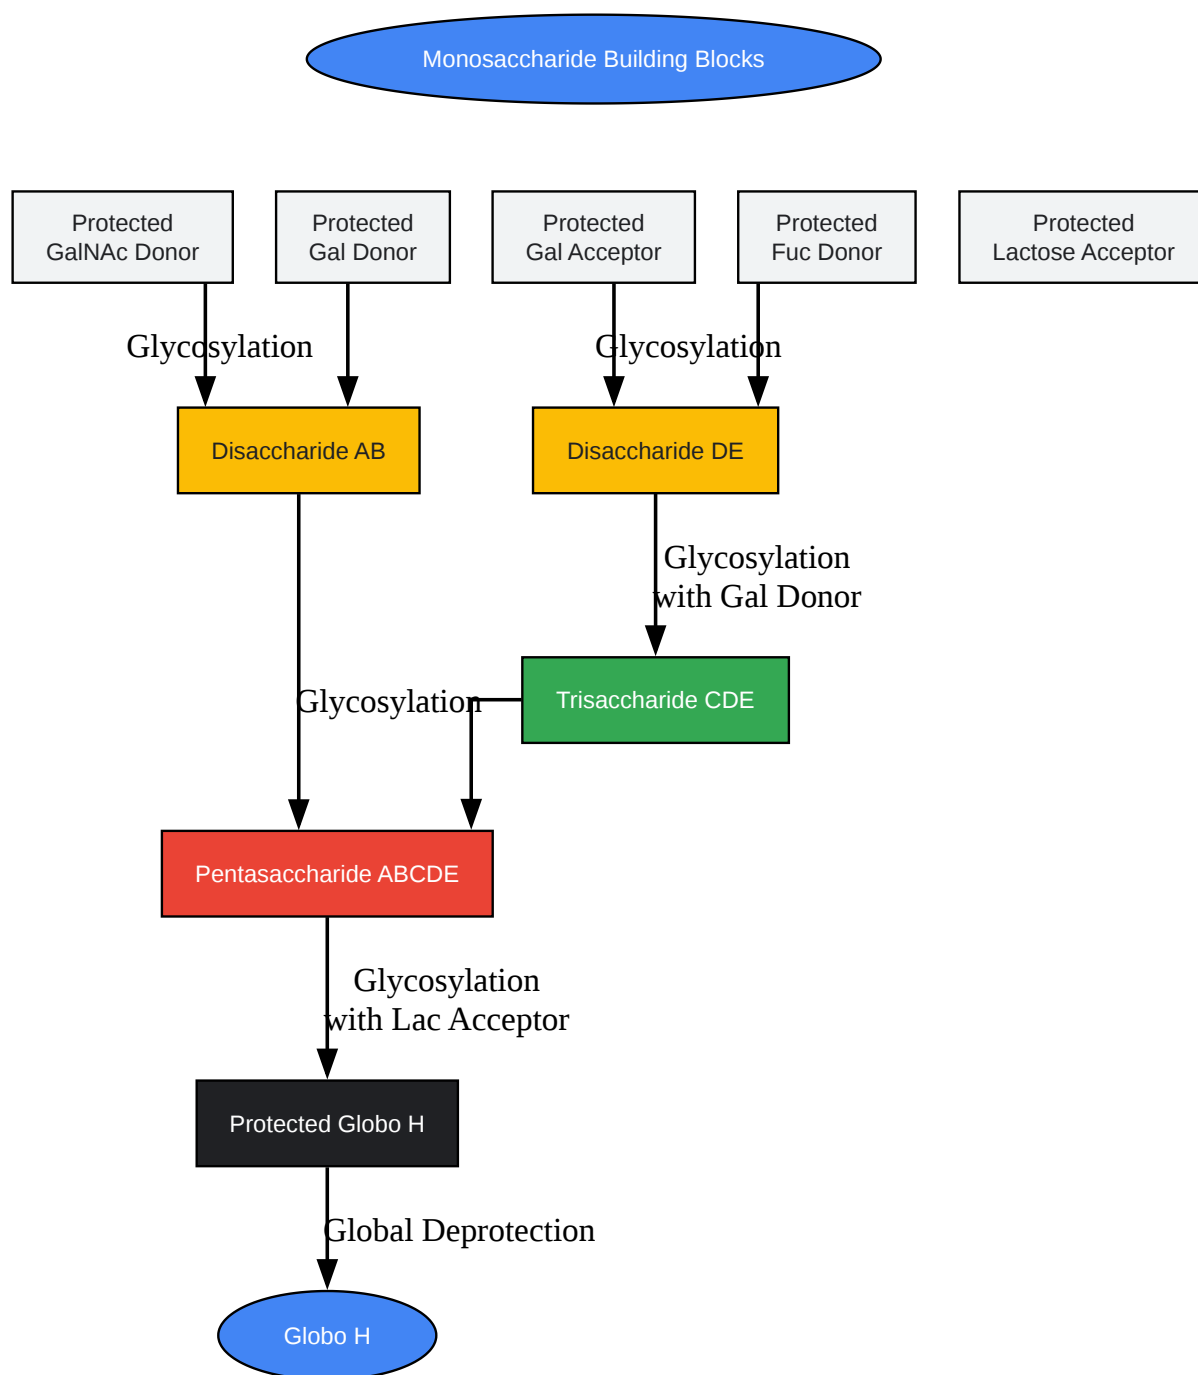 Monosaccharide Building Blocks
Protected
GalNAc Donor
Protected
Gal Donor
Protected
Gal Acceptor
Protected
Fuc Donor
Protected
Lactose Acceptor
Glycosylation
Glycosylation
Disaccharide AB
Disaccharide DE
Glycosylation
with Gal Donor
Glycosylation
Trisaccharide CDE
Pentasaccharide ABCDE
Glycosylation
with Lac Acceptor
Protected Globo H
Global Deprotection
Globo H